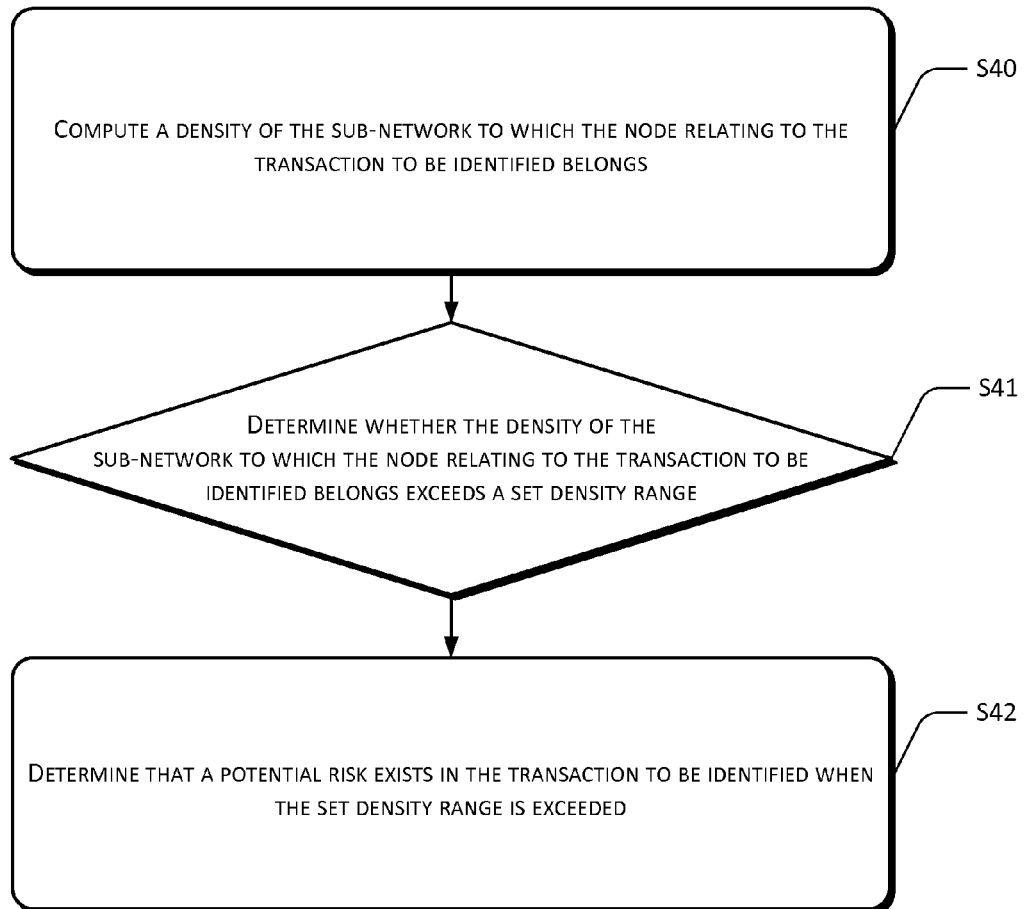 COMPUTE A DENSITY OF THE SUB-NETWORK TO WHICH THE NODE RELATING TO THE
TRANSACTION TO BE IDENTIFIED BELONGS
S40
DETERMINE WHETHER THE DENSITY OF THE
SUB-NETWORK TO WHICH THE NODE RELATING TO THE TRANSACTION TO BE
IDENTIFIED BELONGS EXCEEDS A SET DENSITY RANGE
S41
DETERMINE THAT A POTENTIAL RISK EXISTS IN THE TRANSACTION TO BE IDENTIFIED WHEN
THE SET DENSITY RANGE IS EXCEEDED
S42